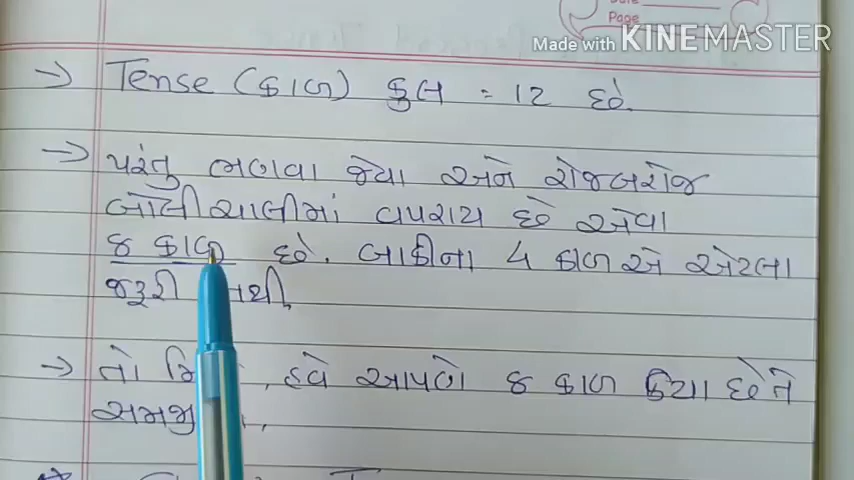 Date
Page
Made with KINEMASTER
→ Tense (કાળ) કુલ = 12 છે.
→ પરંતુ ભણવા જેવા અને રોજબરોજ
બોલીચાલીમાં વપરાય છે એવા
8 કાળ છે. બાકીના 4 કાળ એ એટલા
જરૂરી નથી.
→ તો , હવે આપણે 8 કાળ કિયા છે તે